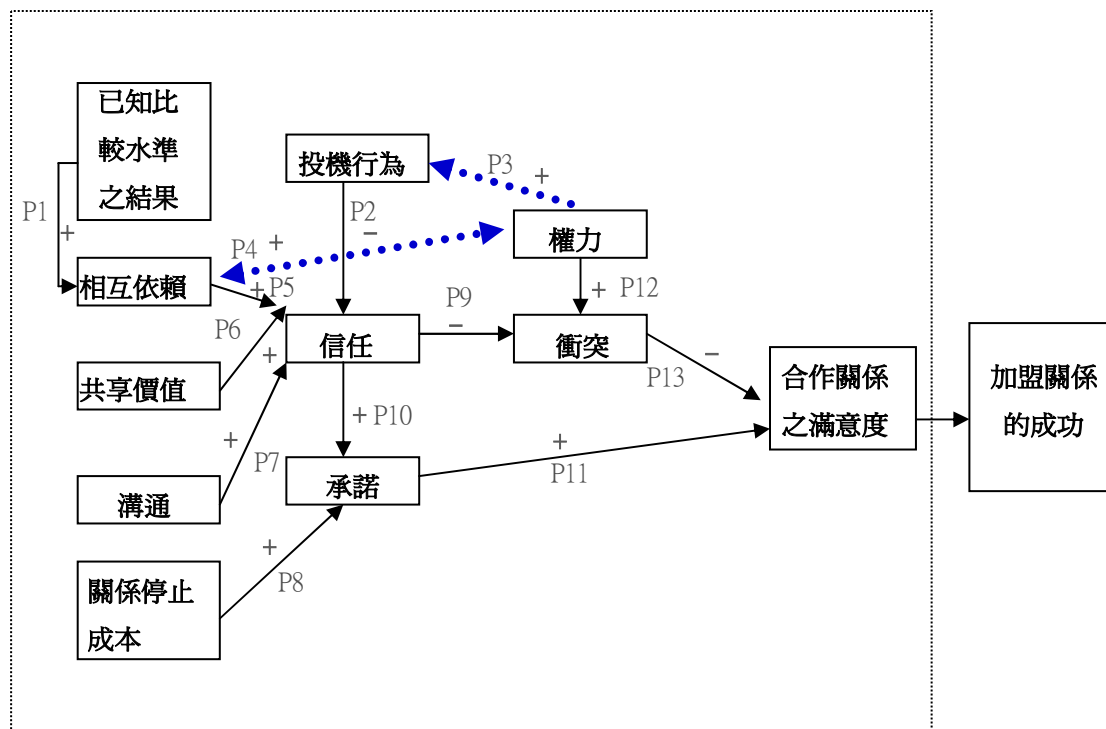 已知比
較水準
之結果
投機行為
P3
+
P1
+
P2
−
權力
P4
+
相互依賴
+
P5
+
P12
P9
−
P6
+
信任
衝突
−
P13
共享價值
合作關係
之滿意度
加盟關係
的成功
+
P10
+
P7
+
P11
溝通
承諾
+
P8
關係停止
成本